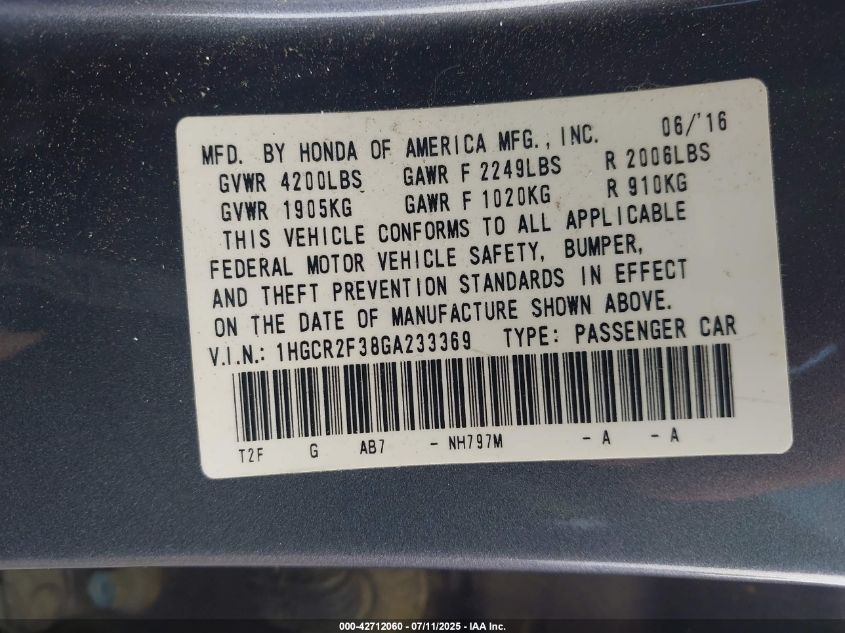 MFD. BY HONDA OF AMERICA MFG., INC. 06/'16
GVWR 4200LBS GAWR F 2249LBS R 2006LBS
GVWR 1905KG GAWR F 1020KG R 910KG
THIS VEHICLE CONFORMS TO ALL APPLICABLE
FEDERAL MOTOR VEHICLE SAFETY, BUMPER,
AND THEFT PREVENTION STANDARDS IN EFFECT
ON THE DATE OF MANUFACTURE SHOWN ABOVE.
V.I.N.: 1HGCR2F38GA233369 TYPE: PASSENGER CAR
T2F G AB7 - NH797M - A - A
000-42712060 - 07/11/2025 - IAA Inc.